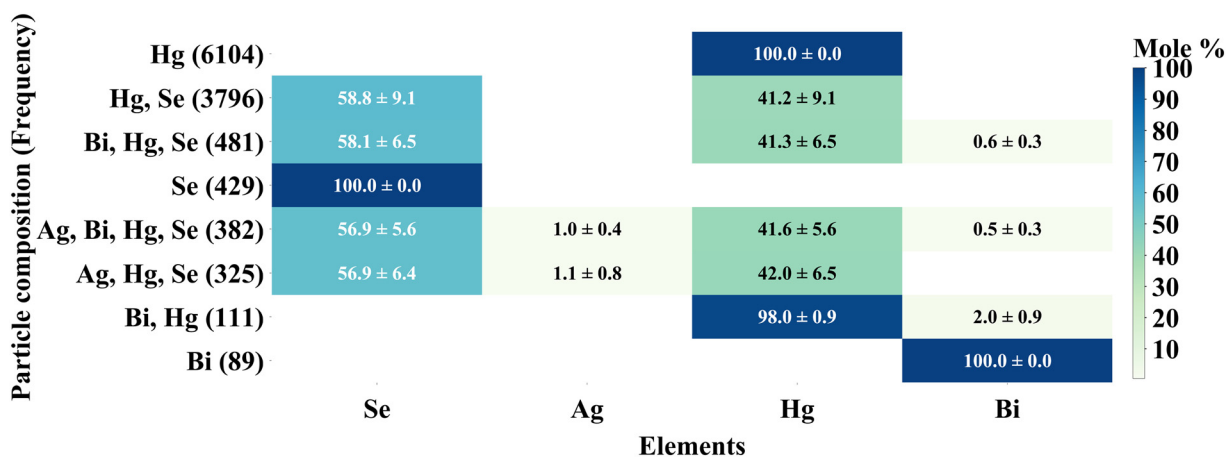 Particle composition (Frequency)
Mole %
Hg (6104) 100.0 ± 0.0
Hg, Se (3796) 58.8 ± 9.1 41.2 ± 9.1
Bi, Hg, Se (481) 58.1 ± 6.5 41.3 ± 6.5 0.6 ± 0.3
Se (429) 100.0 ± 0.0
Ag, Bi, Hg, Se (382) 56.9 ± 5.6 1.0 ± 0.4 41.6 ± 5.6 0.5 ± 0.3
Ag, Hg, Se (325) 56.9 ± 6.4 1.1 ± 0.8 42.0 ± 6.5
Bi, Hg (111) 98.0 ± 0.9 2.0 ± 0.9
Bi (89) 100.0 ± 0.0
Se Ag Hg Bi
Elements
100
90
80
70
60
50
40
30
20
10